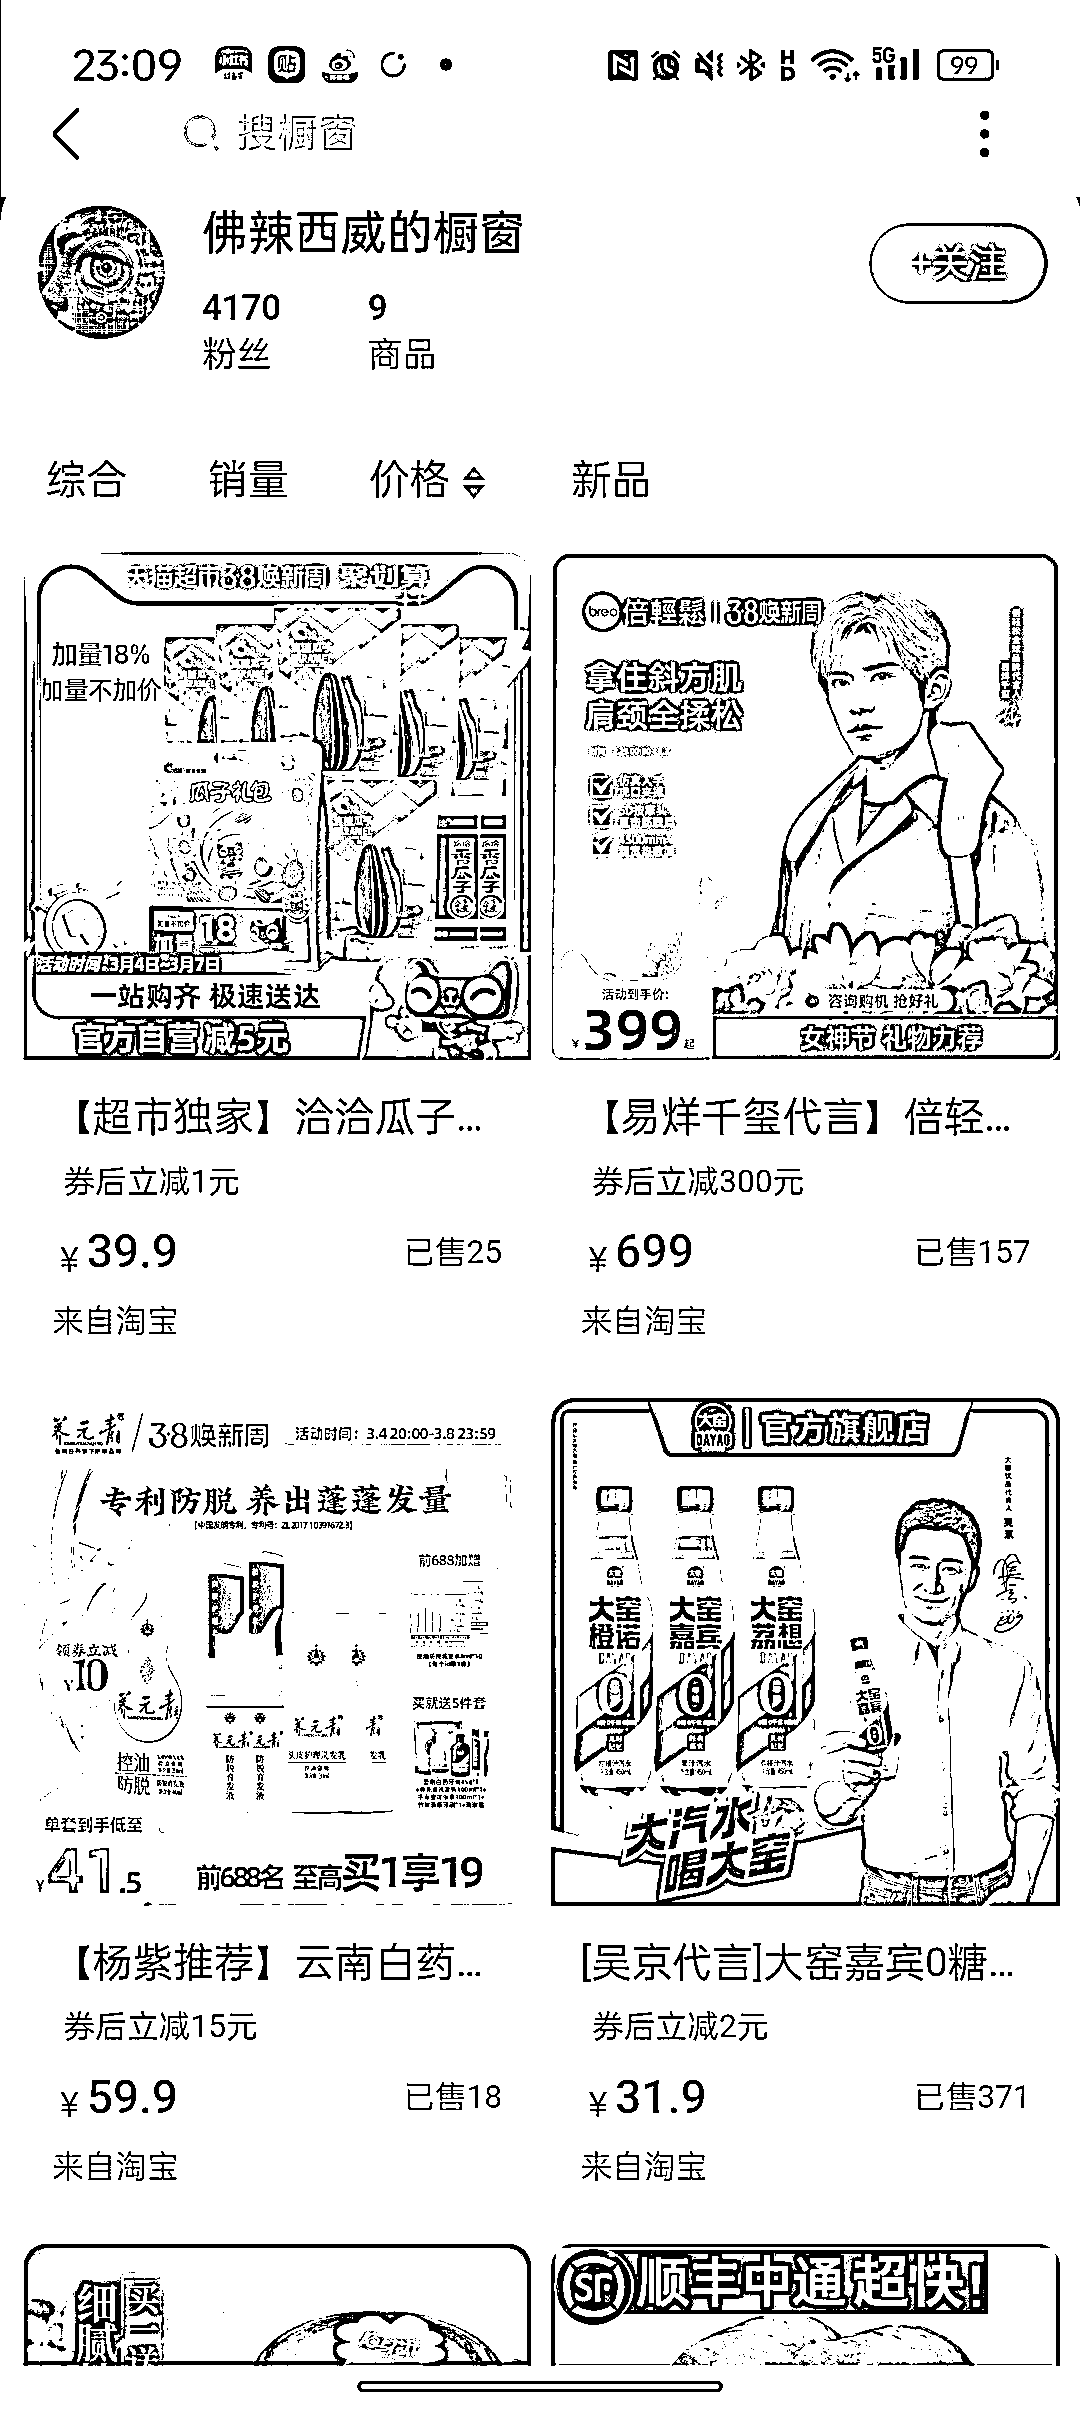 23:09
5G
99
搜橱窗
佛辣西威的橱窗
+关注
4170 9
粉丝 商品
综合 销量 价格 新品
天猫超市38焕新周 聚划算
加量18%
加量不加价
瓜子礼包
18
活动时间:3月4日-3月7日
一站购齐 极速送达
官方自营 减5元
breo 倍輕鬆 | 38焕新周
拿住斜方肌
肩颈全揉松
活动到手价:
¥399起
咨询购机 抢好礼
女神节 礼物力荐
【超市独家】洽洽瓜子...
券后立减1元
¥39.9 已售25
来自淘宝
【易烊千玺代言】倍轻...
券后立减300元
¥699 已售157
来自淘宝
养元青 / 3·8焕新周 活动时间：3.4 20:00-3.8 23:59
专利防脱 养出蓬蓬发量
前688加赠
领券立减
¥10
养元青
控油
防脱
买就送5件套
单套到手低至
¥41.5
前688名 至高买1享19
大窑 DAYAO | 官方旗舰店
大窑橙诺
大窑嘉宾
大窑荔想
大汽水
喝大窑
【杨紫推荐】云南白药...
券后立减15元
¥59.9 已售18
来自淘宝
[吴京代言]大窑嘉宾0糖...
券后立减2元
¥31.9 已售371
来自淘宝
细腻
SF 顺丰中通 超快!